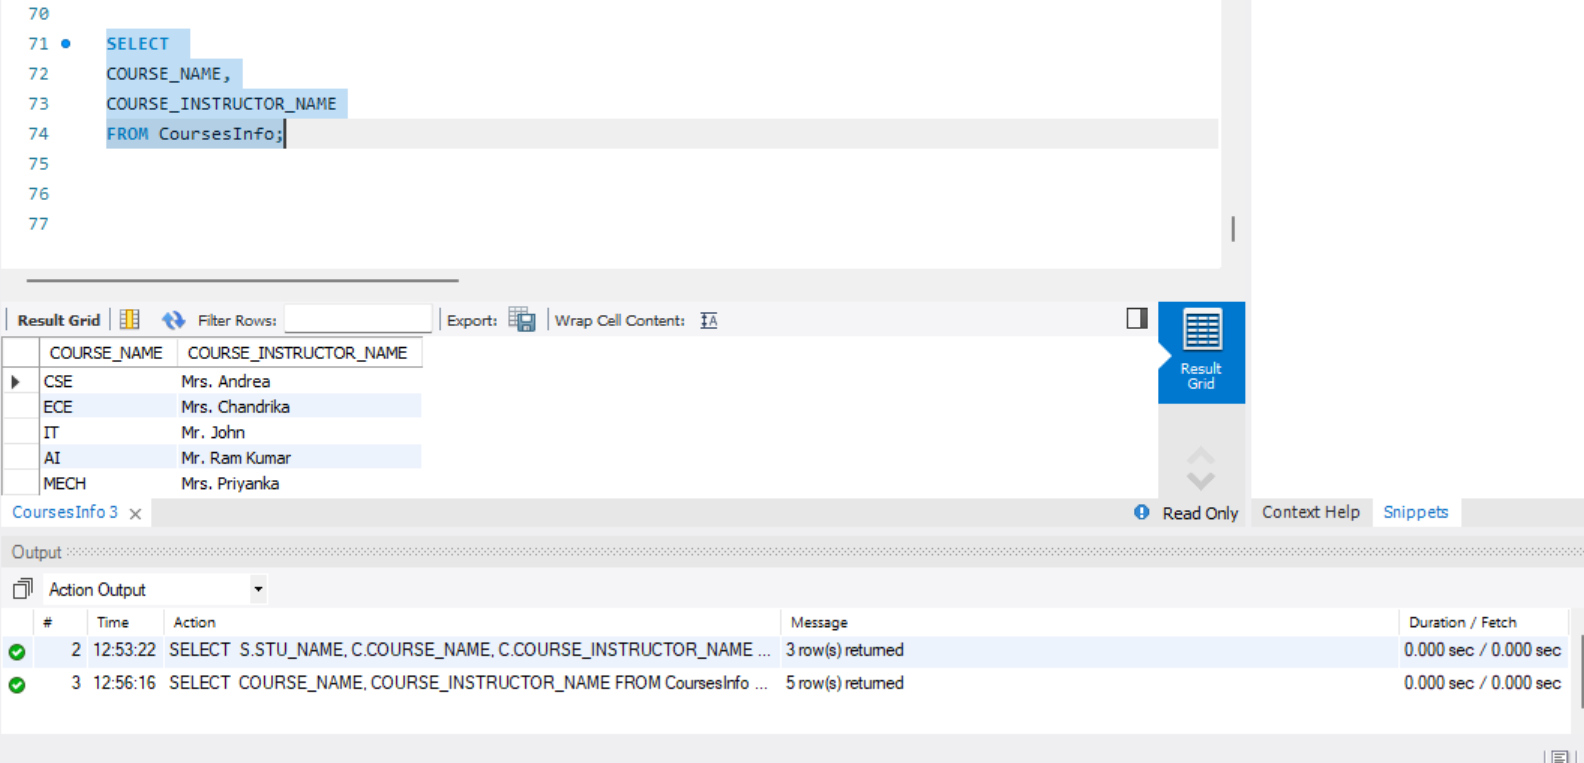 70
71 SELECT
72 COURSE_NAME,
73 COURSE_INSTRUCTOR_NAME
74 FROM CoursesInfo;
75
76
77
Result Grid Filter Rows: Export: Wrap Cell Content: IA
Result Grid
COURSE_NAME COURSE_INSTRUCTOR_NAME
CSE Mrs. Andrea
ECE Mrs. Chandrika
IT Mr. John
AI Mr. Ram Kumar
MECH Mrs. Priyanka
CoursesInfo 3 Read Only Context Help Snippets
Output
Action Output
# Time Action Message Duration / Fetch
2 12:53:22 SELECT S.STU_NAME, C.COURSE_NAME, C.COURSE_INSTRUCTOR_NAME ... 3 row(s) returned 0.000 sec / 0.000 sec
3 12:56:16 SELECT COURSE_NAME, COURSE_INSTRUCTOR_NAME FROM CoursesInfo ... 5 row(s) returned 0.000 sec / 0.000 sec